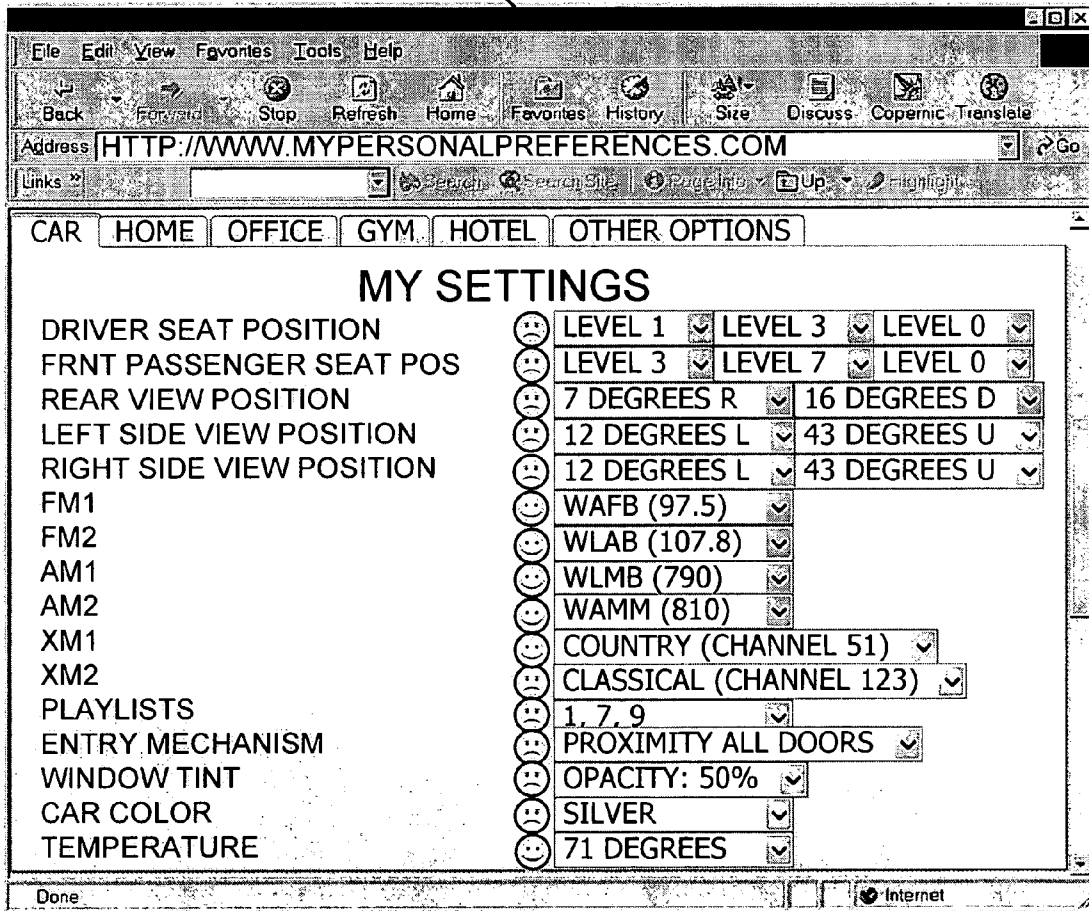 File Edit View Favorites Tools Help
Back Forward Stop Refresh Home Favorites History Size Discuss Copernic Translate
Address HTTP://WWW.MYPERSONALPREFERENCES.COM Go
Links » Search Search Site Page Info Up Highlight
CAR HOME OFFICE GYM HOTEL OTHER OPTIONS
MY SETTINGS
DRIVER SEAT POSITION LEVEL 1 LEVEL 3 LEVEL 0
FRNT PASSENGER SEAT POS LEVEL 3 LEVEL 7 LEVEL 0
REAR VIEW POSITION 7 DEGREES R 16 DEGREES D
LEFT SIDE VIEW POSITION 12 DEGREES L 43 DEGREES U
RIGHT SIDE VIEW POSITION 12 DEGREES L 43 DEGREES U
FM1 WAFB (97.5)
FM2 WLAB (107.8)
AM1 WLMB (790)
AM2 WAMM (810)
XM1 COUNTRY (CHANNEL 51)
XM2 CLASSICAL (CHANNEL 123)
PLAYLISTS 1, 7, 9
ENTRY MECHANISM PROXIMITY ALL DOORS
WINDOW TINT OPACITY: 50%
CAR COLOR SILVER
TEMPERATURE 71 DEGREES
Done Internet